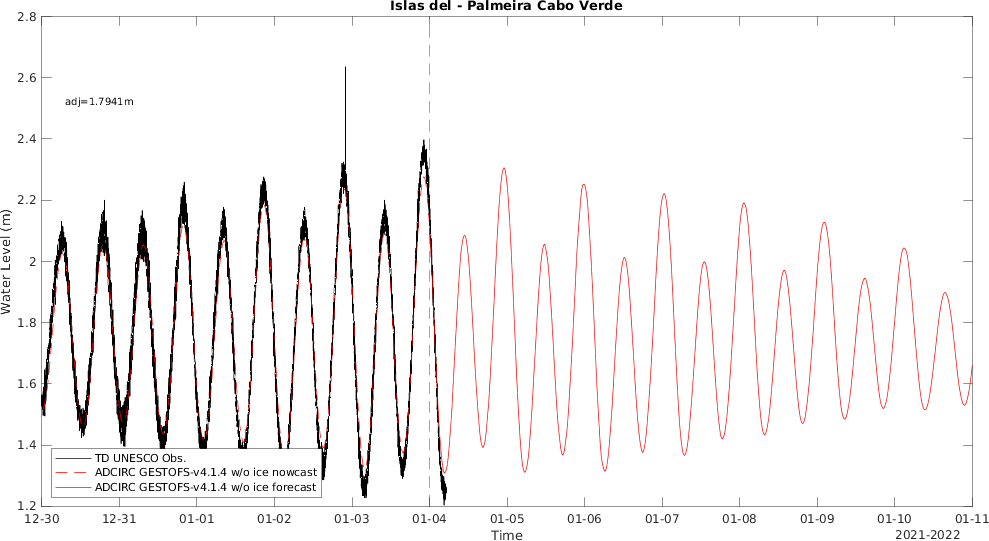 Islas del - Palmeira Cabo Verde
2.8
2.6
adj=1.7941m
2.4
2.2
2
1.8
1.6
1.4
1.2
Water Level (m)
TD UNESCO Obs.
ADCIRC GESTOFS-v4.1.4 w/o ice nowcast
ADCIRC GESTOFS-v4.1.4 w/o ice forecast
12-30 12-31 01-01 01-02 01-03 01-04 01-05 01-06 01-07 01-08 01-09 01-10 01-11
Time
2021-2022